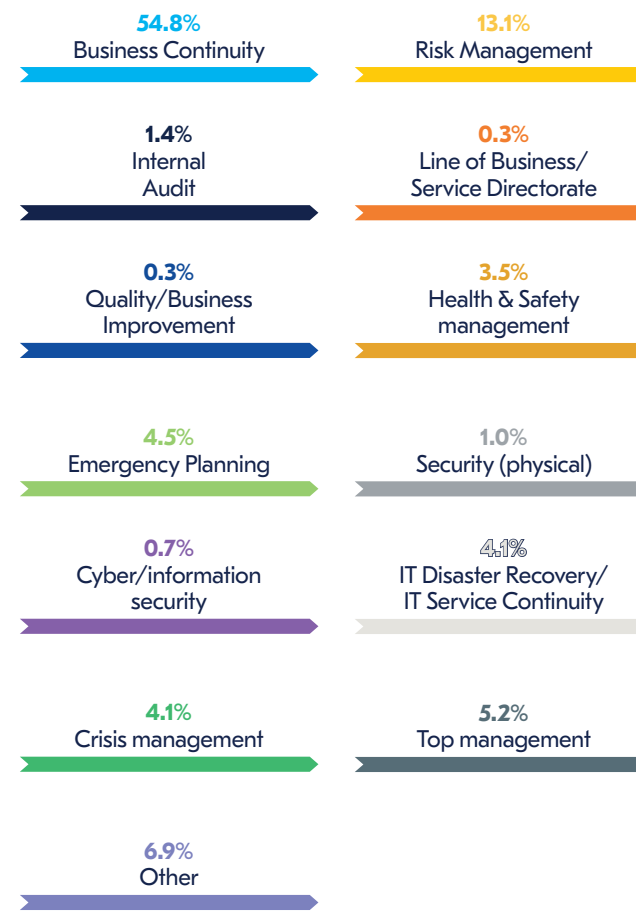 54.8%
Business Continuity
13.1%
Risk Management
1.4%
Internal
Audit
0.3%
Line of Business/
Service Directorate
0.3%
Quality/Business
Improvement
3.5%
Health & Safety
management
4.5%
Emergency Planning
1.0%
Security (physical)
0.7%
Cyber/information
security
4.1%
IT Disaster Recovery/
IT Service Continuity
4.1%
Crisis management
5.2%
Top management
6.9%
Other